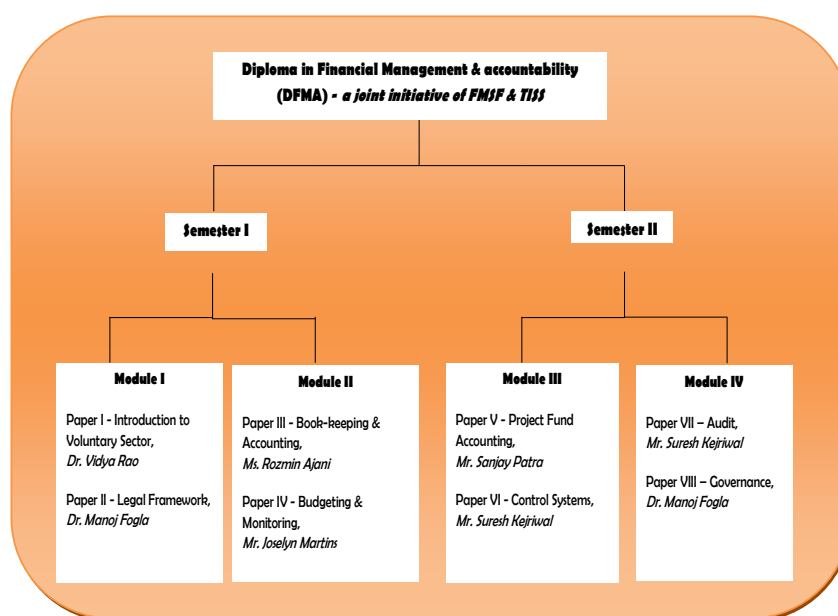 Diploma in Financial Management & accountability
(DFMA) - a joint initiative of FMSF & TISS
Semester I
Semester II
Module I
Paper I - Introduction to
Voluntary Sector,
Dr. Vidya Rao
Paper II - Legal Framework,
Dr. Manoj Fogla
Module II
Paper III - Book-keeping &
Accounting,
Ms. Rozmin Ajani
Paper IV - Budgeting &
Monitoring,
Mr. Joselyn Martins
Module III
Paper V - Project Fund
Accounting,
Mr. Sanjay Patra
Paper VI - Control Systems,
Mr. Suresh Kejriwal
Module IV
Paper VII – Audit,
Mr. Suresh Kejriwal
Paper VIII – Governance,
Dr. Manoj Fogla